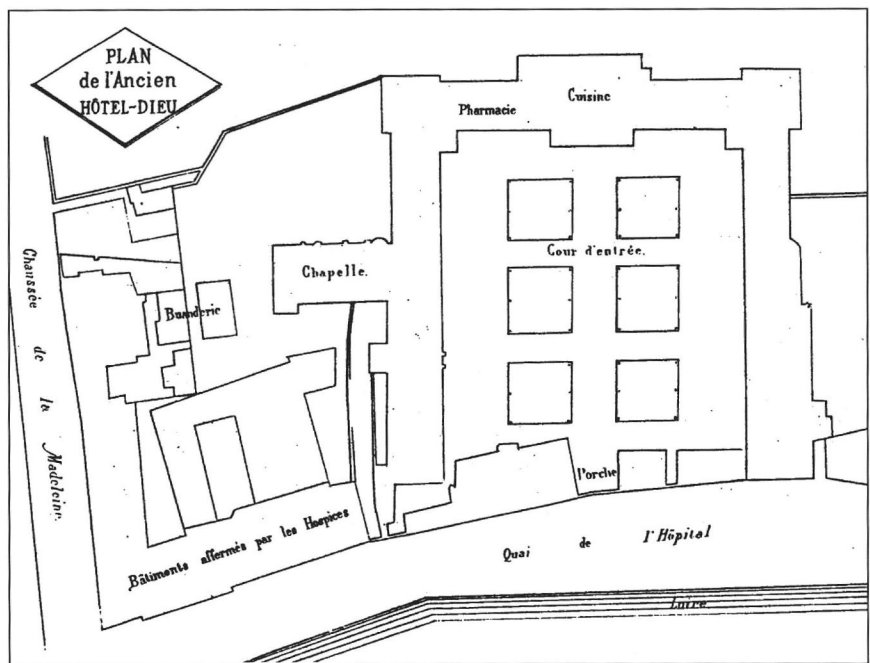 PLAN
de l'Ancien
HÔTEL-DIEU
Pharmacie
Cuisine
Chapelle.
Cour d'entrée.
Buanderie
Chaussée de la Madeleine.
l'orche
Bâtiments affermés par les Hospices
Quai de l'Hôpital
Loire